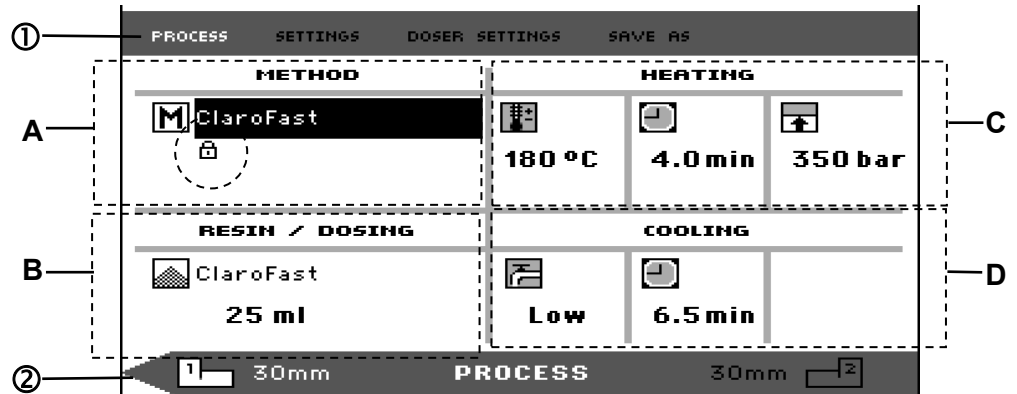 ① PROCESS SETTINGS DOSER SETTINGS SAVE AS
METHOD HEATING
A M ClaroFast C
180 ºC 4.0 min 350 bar
RESIN / DOSING COOLING
B ClaroFast D
25 ml Low 6.5 min
② 1 30mm PROCESS 30mm 2